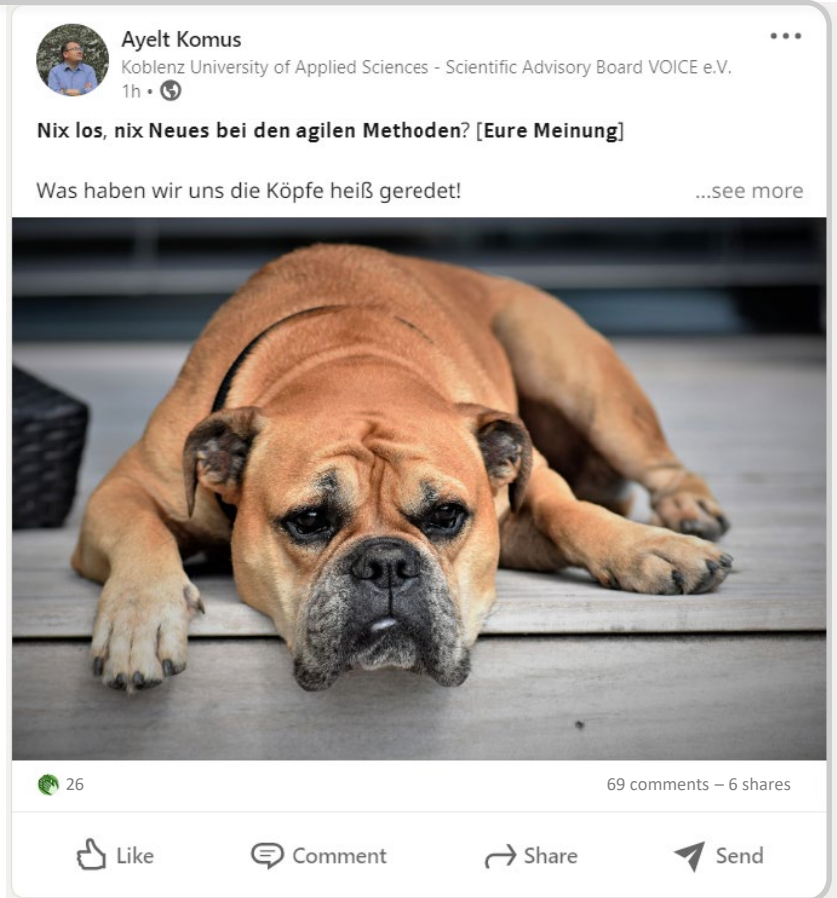 Ayelt Komus
Koblenz University of Applied Sciences - Scientific Advisory Board VOICE e.V.
1h •
Nix los, nix Neues bei den agilen Methoden? [Eure Meinung]
Was haben wir uns die Köpfe heiß geredet! ...see more
26 69 comments – 6 shares
Like Comment Share Send